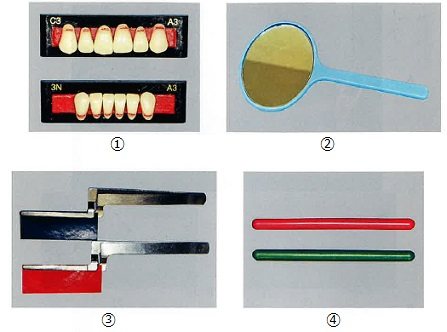 C3 A3
3N A3
① ②
③ ④